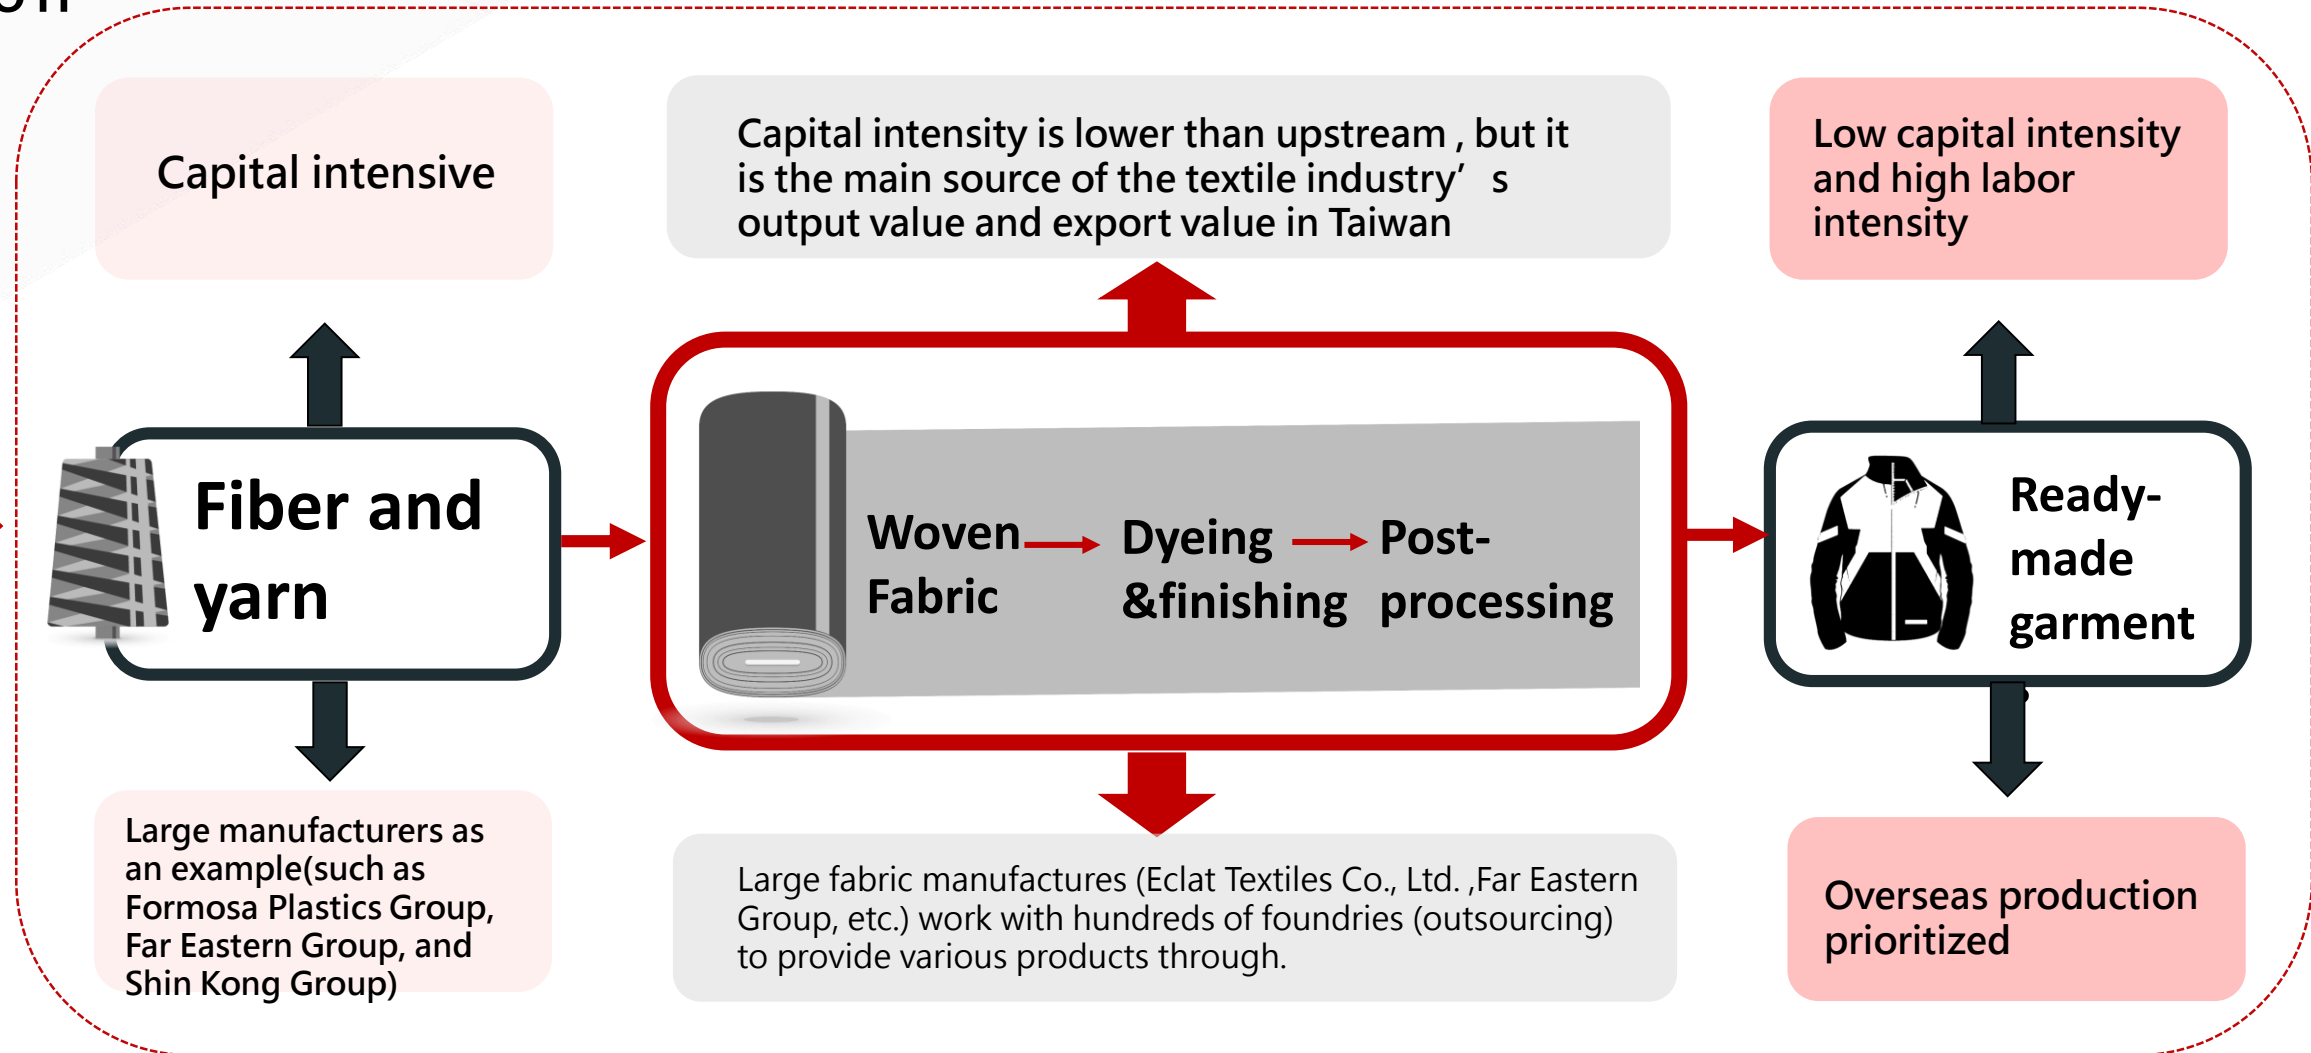 Capital intensive
Capital intensity is lower than upstream , but it
is the main source of the textile industry’ s
output value and export value in Taiwan
Low capital intensity
and high labor
intensity
Fiber and
yarn
Woven
Fabric
Dyeing
&finishing
Post-
processing
Ready-
made
garment
Large manufacturers as
an example(such as
Formosa Plastics Group,
Far Eastern Group, and
Shin Kong Group)
Large fabric manufactures (Eclat Textiles Co., Ltd. ,Far Eastern
Group, etc.) work with hundreds of foundries (outsourcing)
to provide various products through.
Overseas production
prioritized